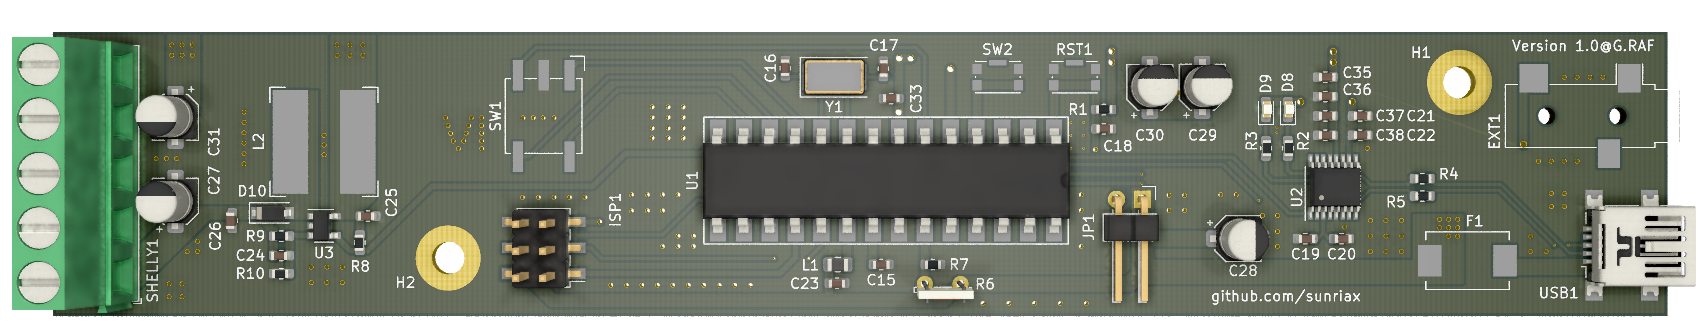 Version 1.0@G.RAF
H1
C17
SW2
RST1
C16
C35
D9
D8
C36
C33
SW1
Y1
R1
C37 C21
C31
L2
C30
C29
C38 C22
EXT1
C18
R3
R2
C27
U1
R4
D10
U2
R5
C25
ISP1
C26
JP1
F1
R9
U3
C24
R8
C19
C20
SHELLY1
R10
L1
R7
C28
H2
C23
C15
R6
USB1
github.com/sunriax